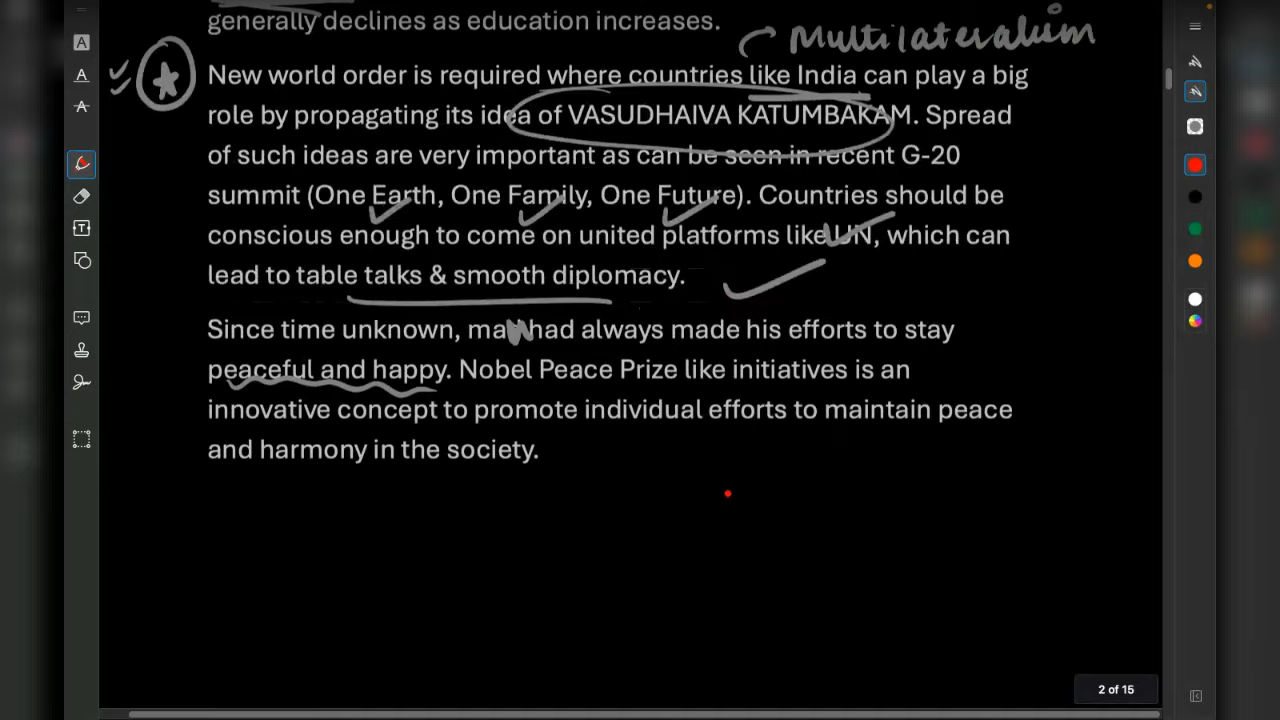 generally declines as education increases.
Multilateralism
New world order is required where countries like India can play a big
role by propagating its idea of VASUDHAIVA KATUMBAKAM. Spread
of such ideas are very important as can be seen in recent G-20
summit (One Earth, One Family, One Future). Countries should be
conscious enough to come on united platforms like UN, which can
lead to table talks & smooth diplomacy.
Since time unknown, man had always made his efforts to stay
peaceful and happy. Nobel Peace Prize like initiatives is an
innovative concept to promote individual efforts to maintain peace
and harmony in the society.
2 of 15